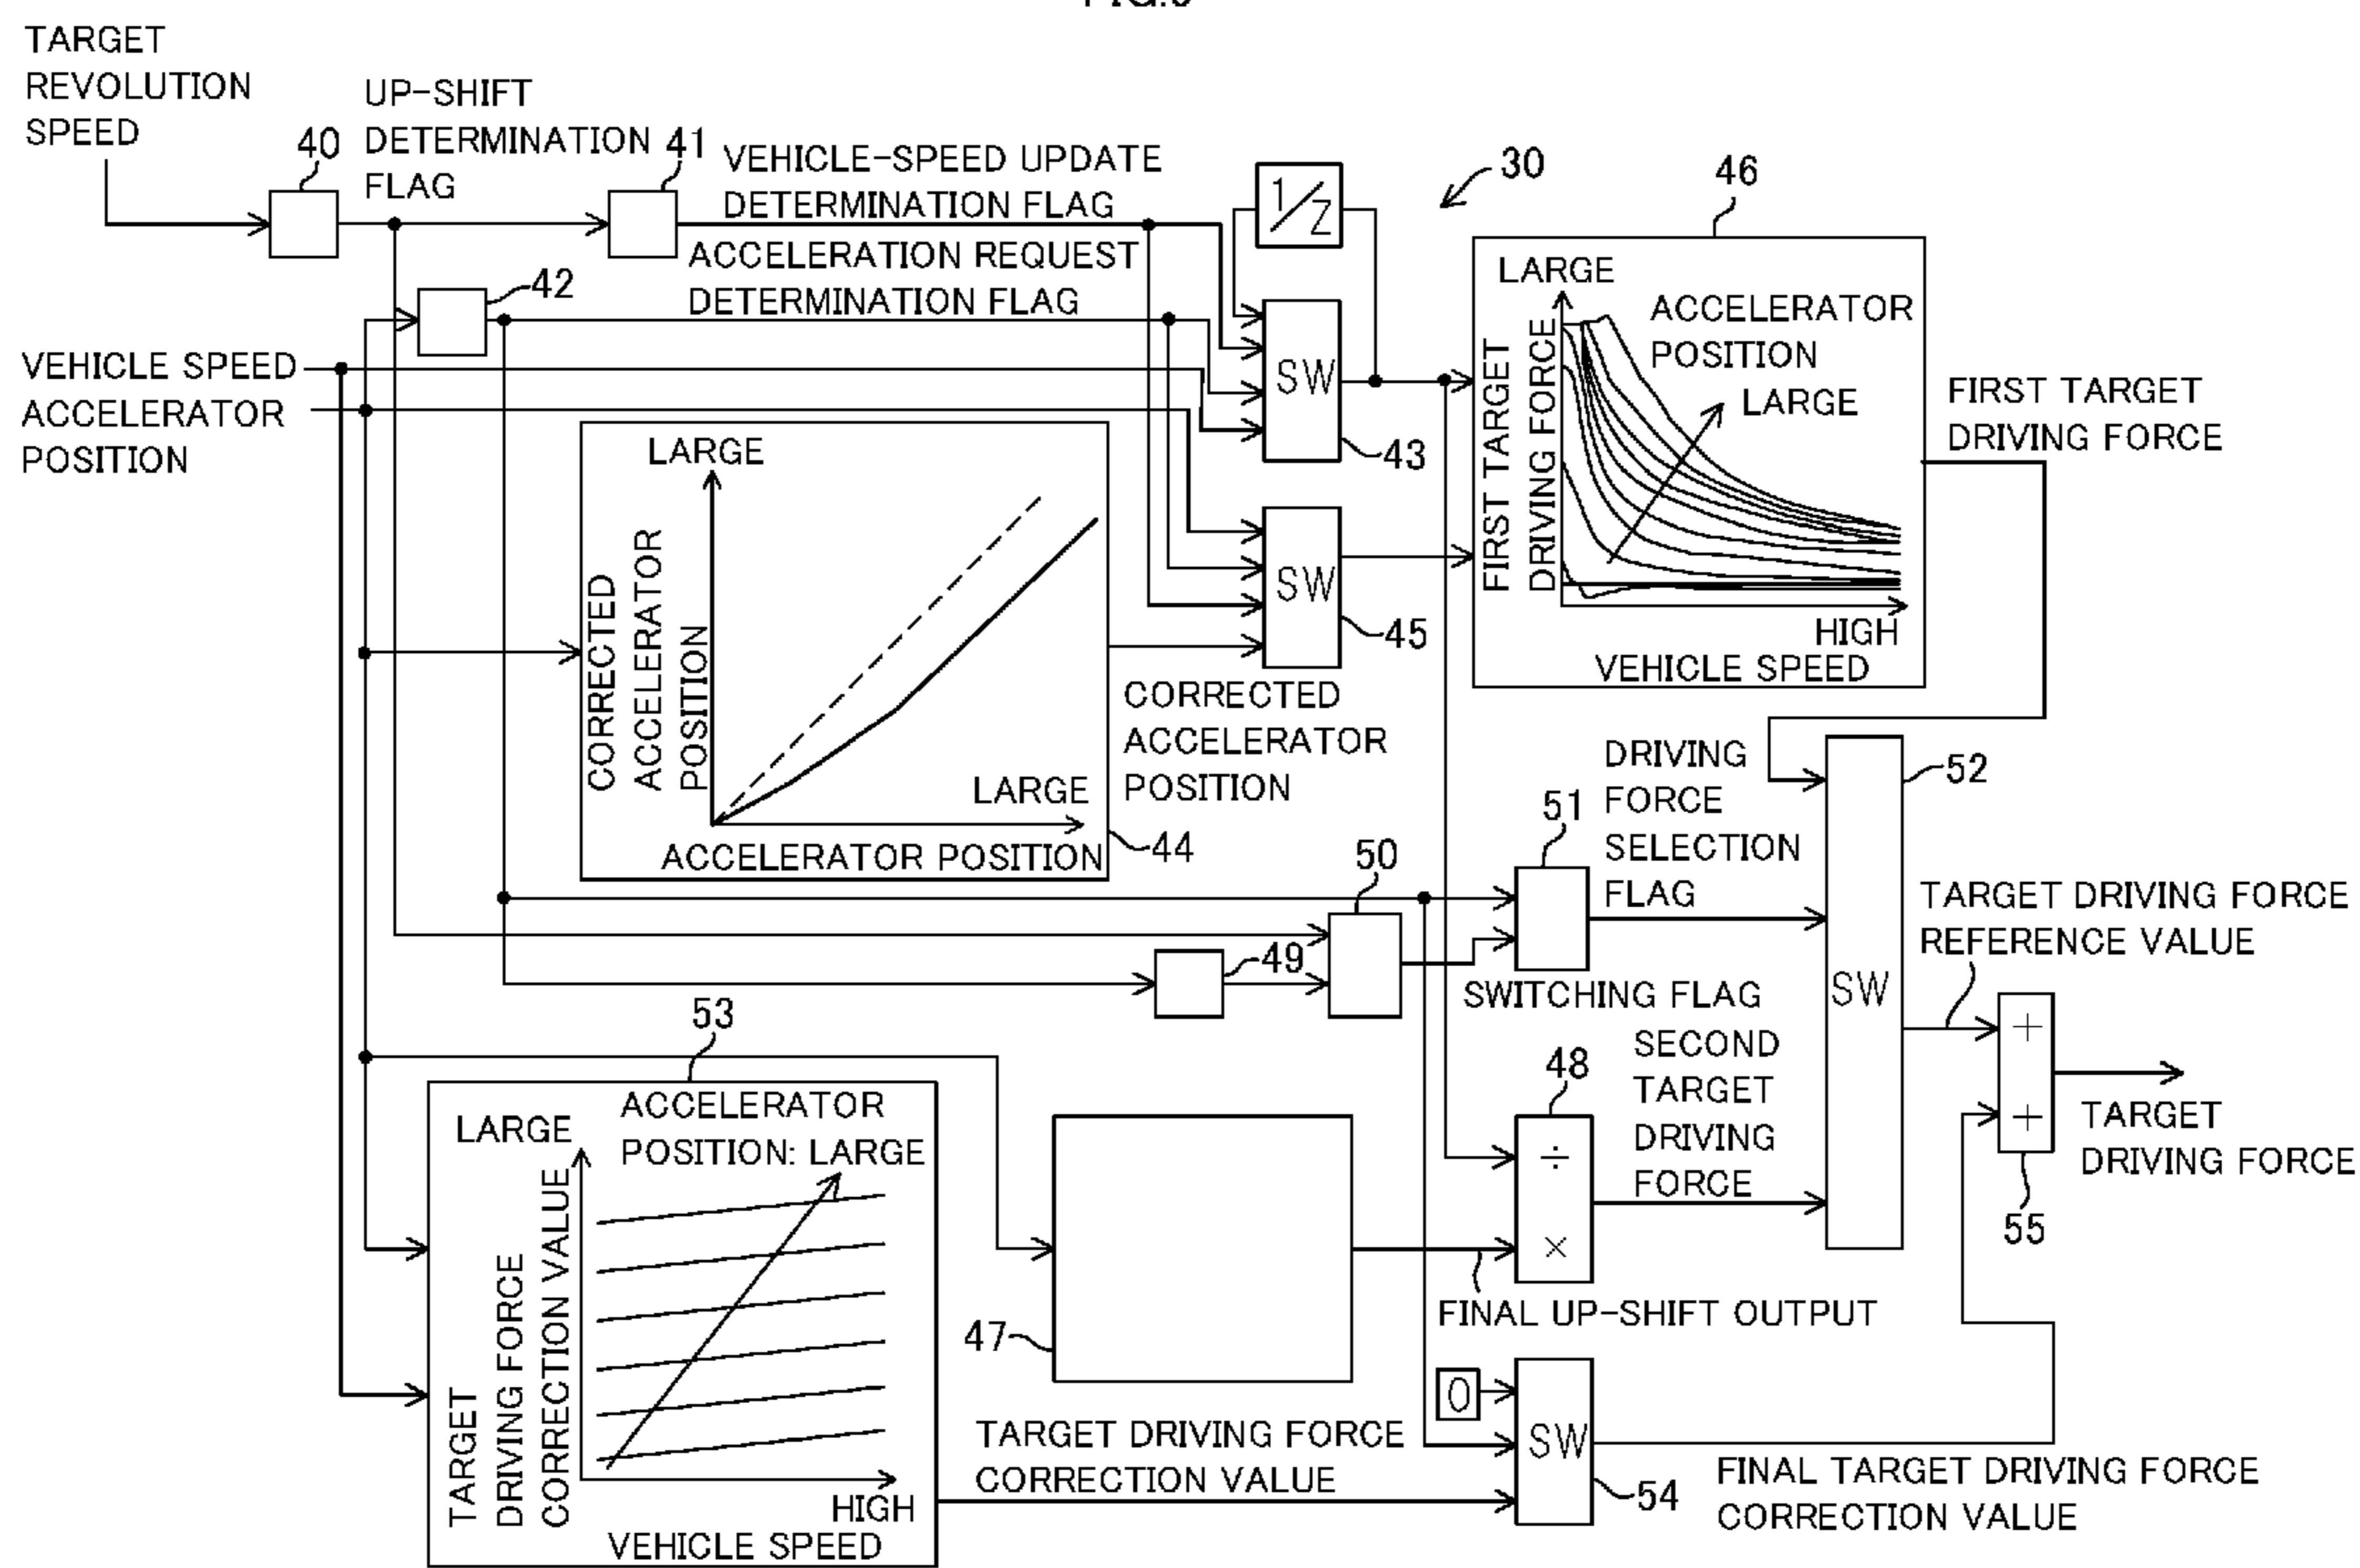 TARGET
REVOLUTION
SPEED
40
UP-SHIFT
DETERMINATION
FLAG
41
VEHICLE-SPEED UPDATE
DETERMINATION FLAG
ACCELERATION REQUEST
DETERMINATION FLAG
42
VEHICLE SPEED
ACCELERATOR
POSITION
1/Z
30
SW
43
SW
45
46
LARGE
FIRST TARGET
DRIVING FORCE
ACCELERATOR
POSITION
LARGE
HIGH
VEHICLE SPEED
FIRST TARGET
DRIVING FORCE
LARGE
CORRECTED
ACCELERATOR
POSITION
LARGE
ACCELERATOR POSITION
44
CORRECTED
ACCELERATOR
POSITION
50
49
51
DRIVING
FORCE
SELECTION
FLAG
SWITCHING FLAG
52
SW
TARGET DRIVING FORCE
REFERENCE VALUE
53
LARGE
ACCELERATOR
POSITION: LARGE
TARGET
DRIVING FORCE
CORRECTION VALUE
HIGH
VEHICLE SPEED
47
48
÷
×
SECOND
TARGET
DRIVING
FORCE
FINAL UP-SHIFT OUTPUT
+
+
55
TARGET
DRIVING FORCE
0
SW
54
TARGET DRIVING FORCE
CORRECTION VALUE
FINAL TARGET DRIVING FORCE
CORRECTION VALUE